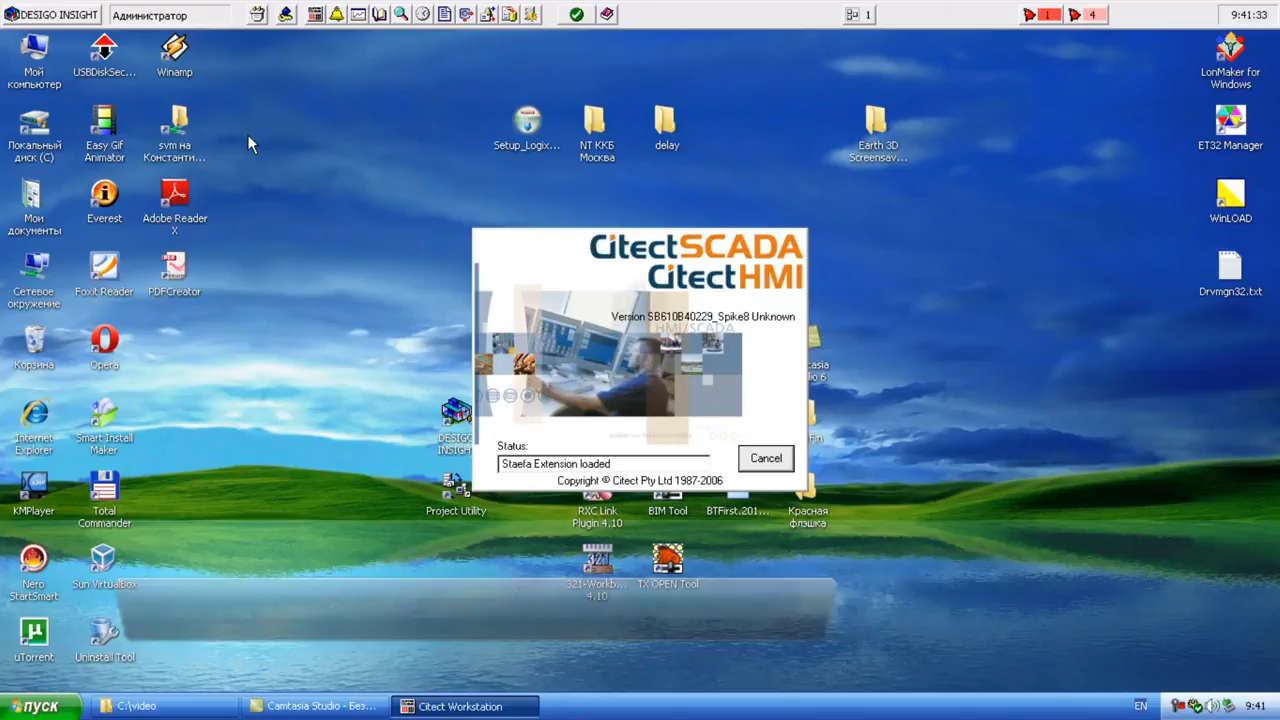 DESIGO INSIGHT
Администратор
1
1
4
9:41:33
Мой
компьютер
USBDiskSec...
Winamp
LonMaker for
Windows
Локальный
диск (C)
Easy Gif
Animator
svm на
Константи...
Setup_Logix...
NT ККБ
Москва
delay
Earth 3D
Screensav...
ET32 Manager
Мои
документы
Everest
Adobe Reader
X
WinLOAD
Сетевое
окружение
Foxit Reader
PDFCreator
Drvmgn32.txt
CitectSCADA
CitectHMI
Version SB610B40229_Spike8 Unknown
HMI/SCADA
Корзина
Opera
Internet
Explorer
Smart Install
Maker
DESIGO
INSIGH
Status:
Staefa Extension loaded
Cancel
Copyright © Citect Pty Ltd 1987-2006
KMPlayer
Total
Commander
Project Utility
RXC Link
Plugin 4.10
BIM Tool
BTFirst.201...
Красная
флэшка
Nero
StartSmart
Sun VirtualBox
321-Workb...
4.10
TX OPEN Tool
uTorrent
Uninstall Tool
пуск
C:\video
Camtasia Studio - Без...
Citect Workstation
EN
9:41